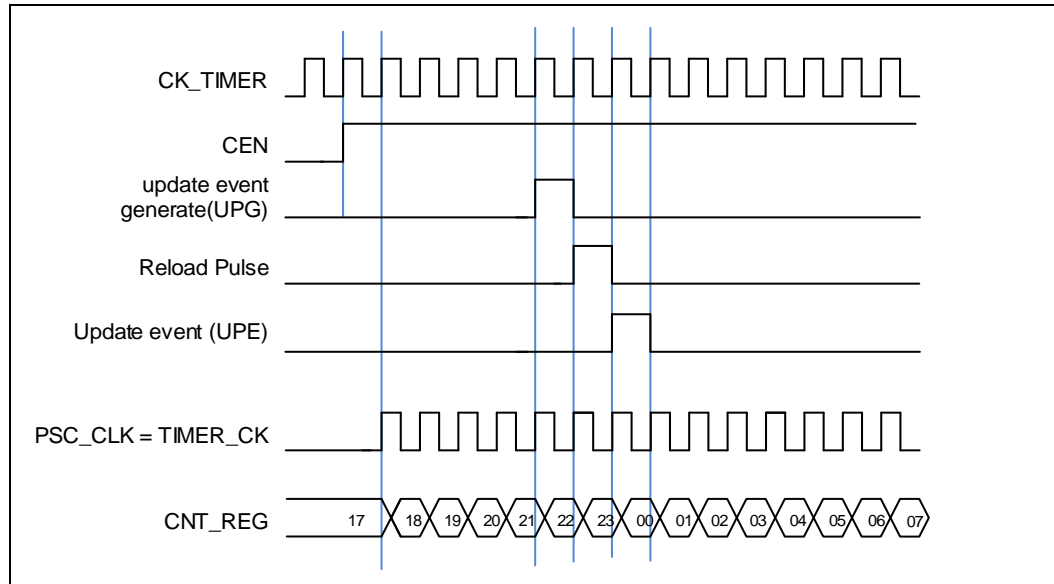 CK_TIMER
CEN
update event
generate(UPG)
Reload Pulse
Update event (UPE)
PSC_CLK = TIMER_CK
CNT_REG 17 18 19 20 21 22 23 00 01 02 03 04 05 06 07